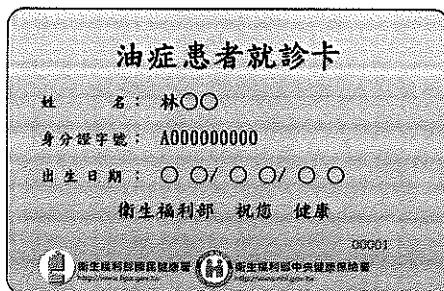 油症患者就診卡
姓　　名：林○○
身分證字號：A000000000
出生日期：○○/○○/○○
衛生福利部　祝您　健康
00001
衛生福利部國民健康署　衛生福利部中央健康保險署